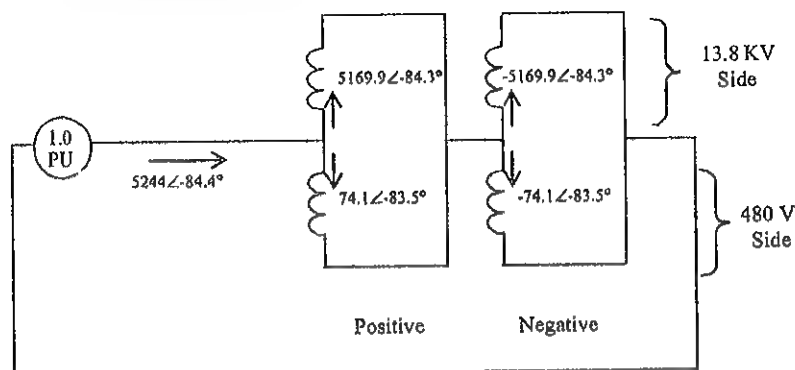 13.8 KV
Side
5169.9∠-84.3°
-5169.9∠-84.3°
1.0
PU
5244∠-84.4°
74.1∠-83.5°
-74.1∠-83.5°
480 V
Side
Positive
Negative